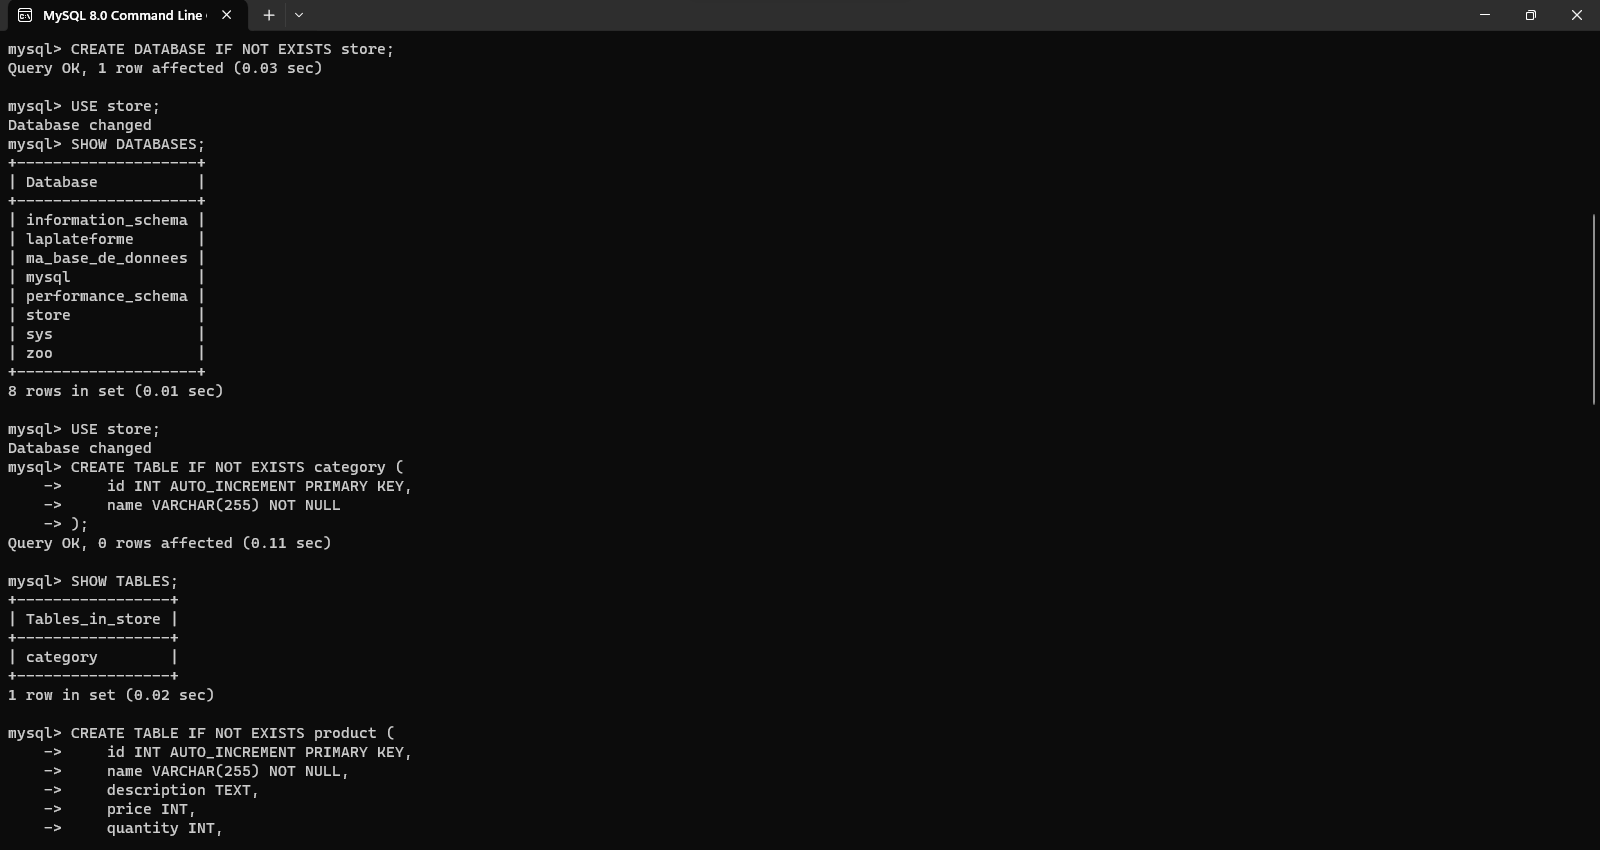 MySQL 8.0 Command Line
mysql> CREATE DATABASE IF NOT EXISTS store;
Query OK, 1 row affected (0.03 sec)

mysql> USE store;
Database changed
mysql> SHOW DATABASES;
+--------------------+
| Database           |
+--------------------+
| information_schema |
| laplateforme       |
| ma_base_de_donnees |
| mysql              |
| performance_schema |
| store              |
| sys                |
| zoo                |
+--------------------+
8 rows in set (0.01 sec)

mysql> USE store;
Database changed
mysql> CREATE TABLE IF NOT EXISTS category (
    ->     id INT AUTO_INCREMENT PRIMARY KEY,
    ->     name VARCHAR(255) NOT NULL
    -> );
Query OK, 0 rows affected (0.11 sec)

mysql> SHOW TABLES;
+-----------------+
| Tables_in_store |
+-----------------+
| category        |
+-----------------+
1 row in set (0.02 sec)

mysql> CREATE TABLE IF NOT EXISTS product (
    ->     id INT AUTO_INCREMENT PRIMARY KEY,
    ->     name VARCHAR(255) NOT NULL,
    ->     description TEXT,
    ->     price INT,
    ->     quantity INT,